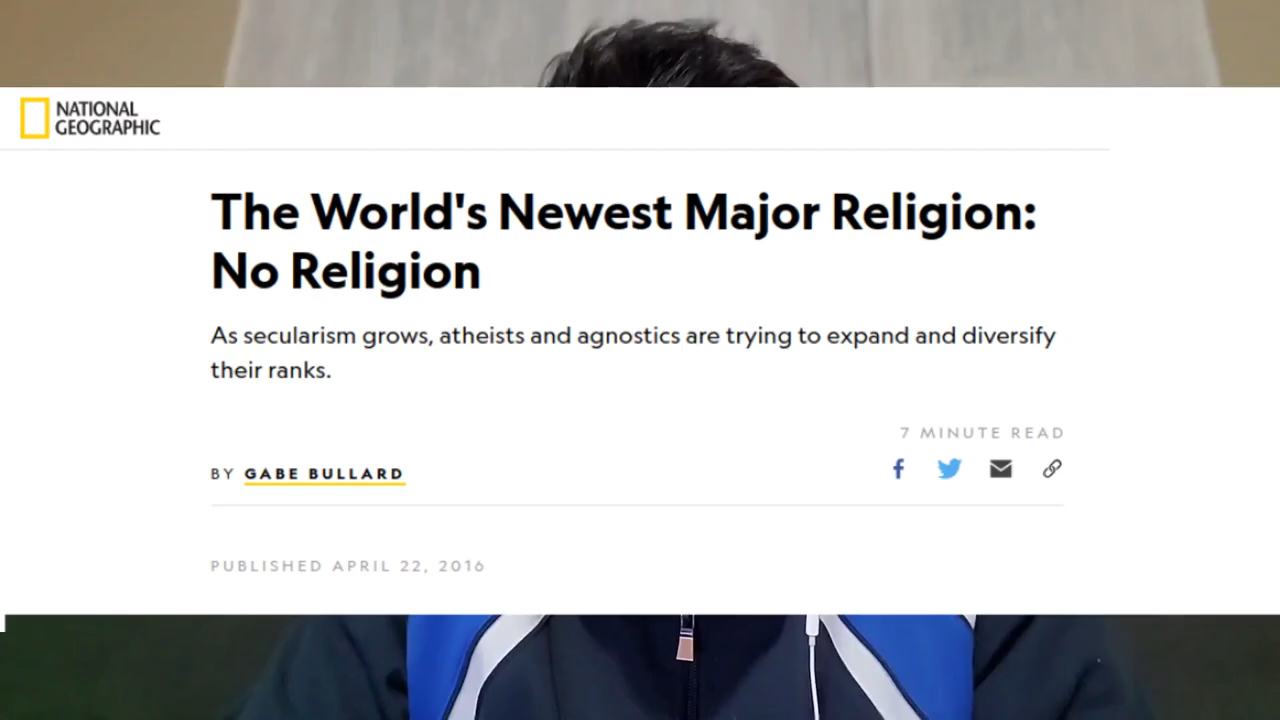 NATIONAL
GEOGRAPHIC
The World's Newest Major Religion:
No Religion
As secularism grows, atheists and agnostics are trying to expand and diversify
their ranks.
7 MINUTE READ
BY GABE BULLARD
PUBLISHED APRIL 22, 2016